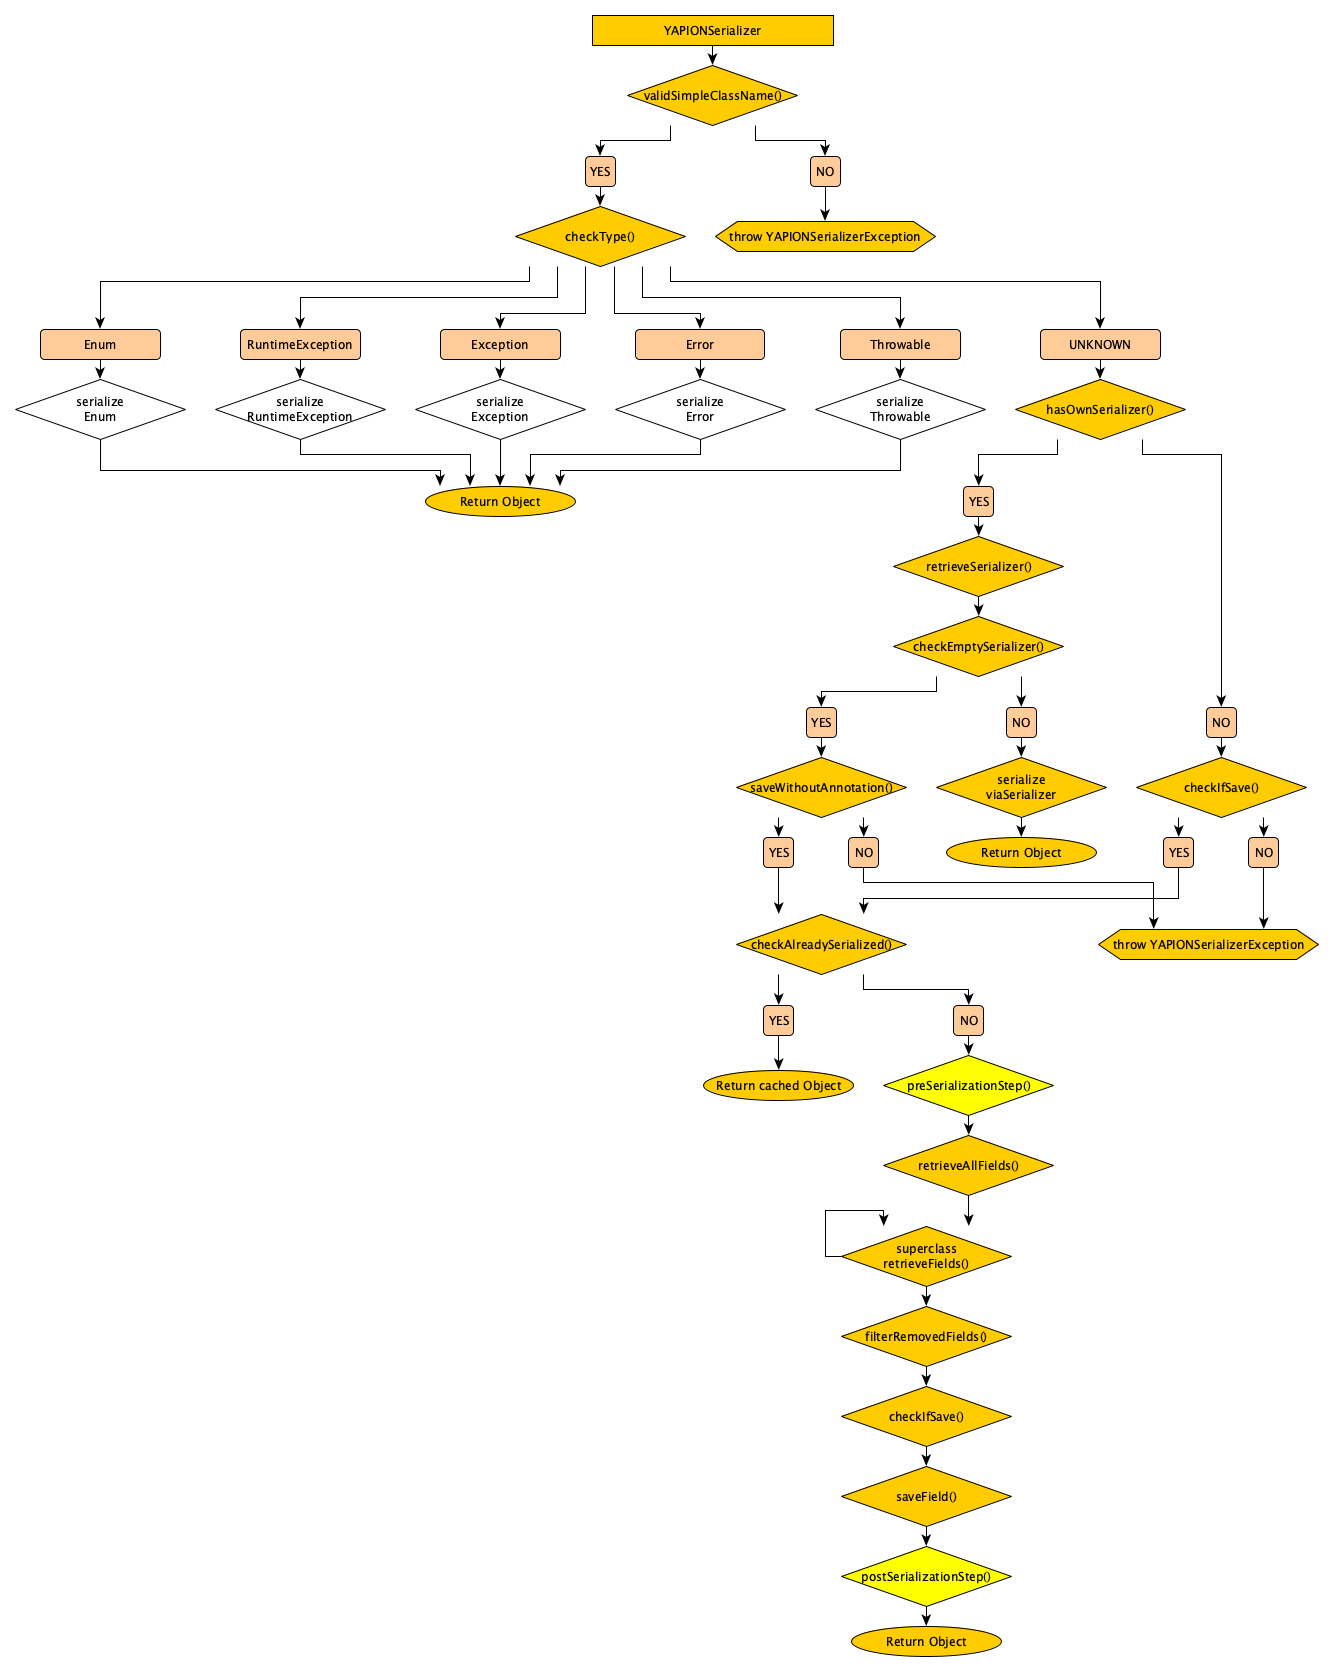 YAPIONSerializer
validSimpleClassName()
YES
NO
checkType()
throw YAPIONSerializerException
Enum
RuntimeException
Exception
Error
Throwable
UNKNOWN
serialize
Enum
serialize
RuntimeException
serialize
Exception
serialize
Error
serialize
Throwable
hasOwnSerializer()
Return Object
YES
retrieveSerializer()
checkEmptySerializer()
YES
NO
NO
saveWithoutAnnotation()
serialize
viaSerializer
checkIfSave()
YES
NO
Return Object
YES
NO
checkAlreadySerialized()
throw YAPIONSerializerException
YES
NO
Return cached Object
preSerializationStep()
retrieveAllFields()
superclass
retrieveFields()
filterRemovedFields()
checkIfSave()
saveField()
postSerializationStep()
Return Object